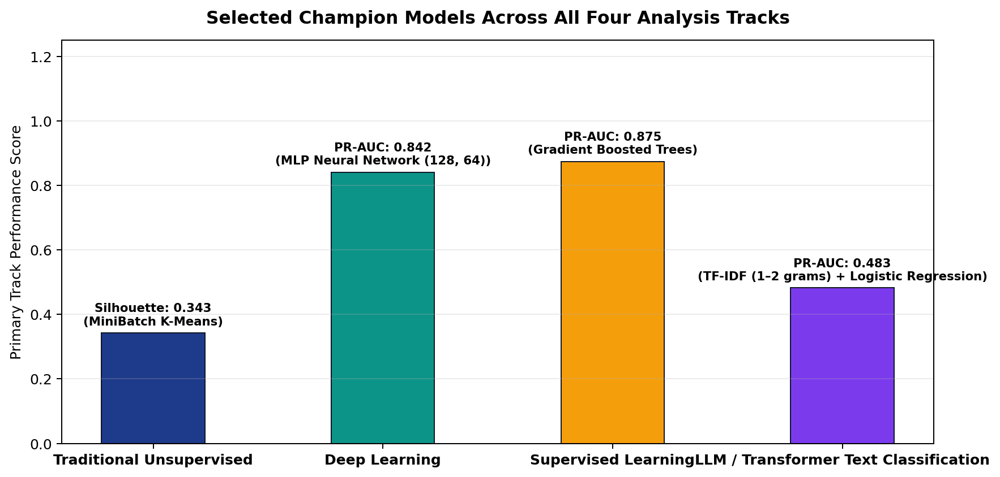 Selected Champion Models Across All Four Analysis Tracks
Primary Track Performance Score
1.2
1.0
0.8
0.6
0.4
0.2
0.0
Silhouette: 0.343
(MiniBatch K-Means)
PR-AUC: 0.842
(MLP Neural Network (128, 64))
PR-AUC: 0.875
(Gradient Boosted Trees)
PR-AUC: 0.483
(TF-IDF (1–2 grams) + Logistic Regression)
Traditional Unsupervised
Deep Learning
Supervised Learning
LLM / Transformer Text Classification